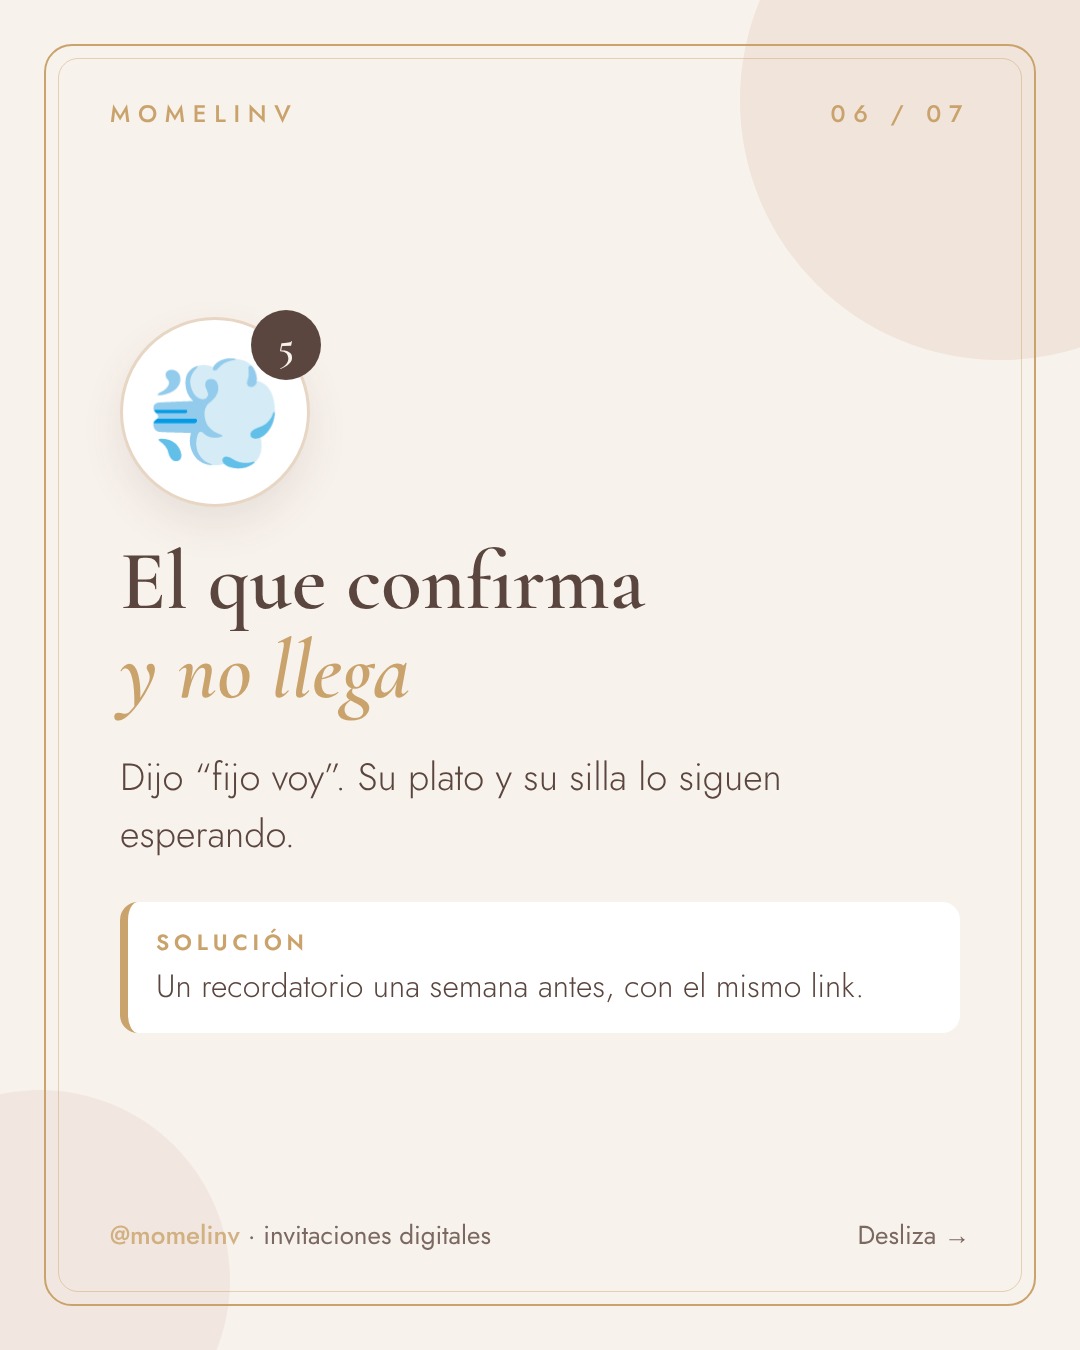 MOMELINV
06 / 07
5
El que confirma
y no llega
Dijo “fijo voy”. Su plato y su silla lo siguen
esperando.
SOLUCIÓN
Un recordatorio una semana antes, con el mismo link.
@momelinv · invitaciones digitales
Desliza →